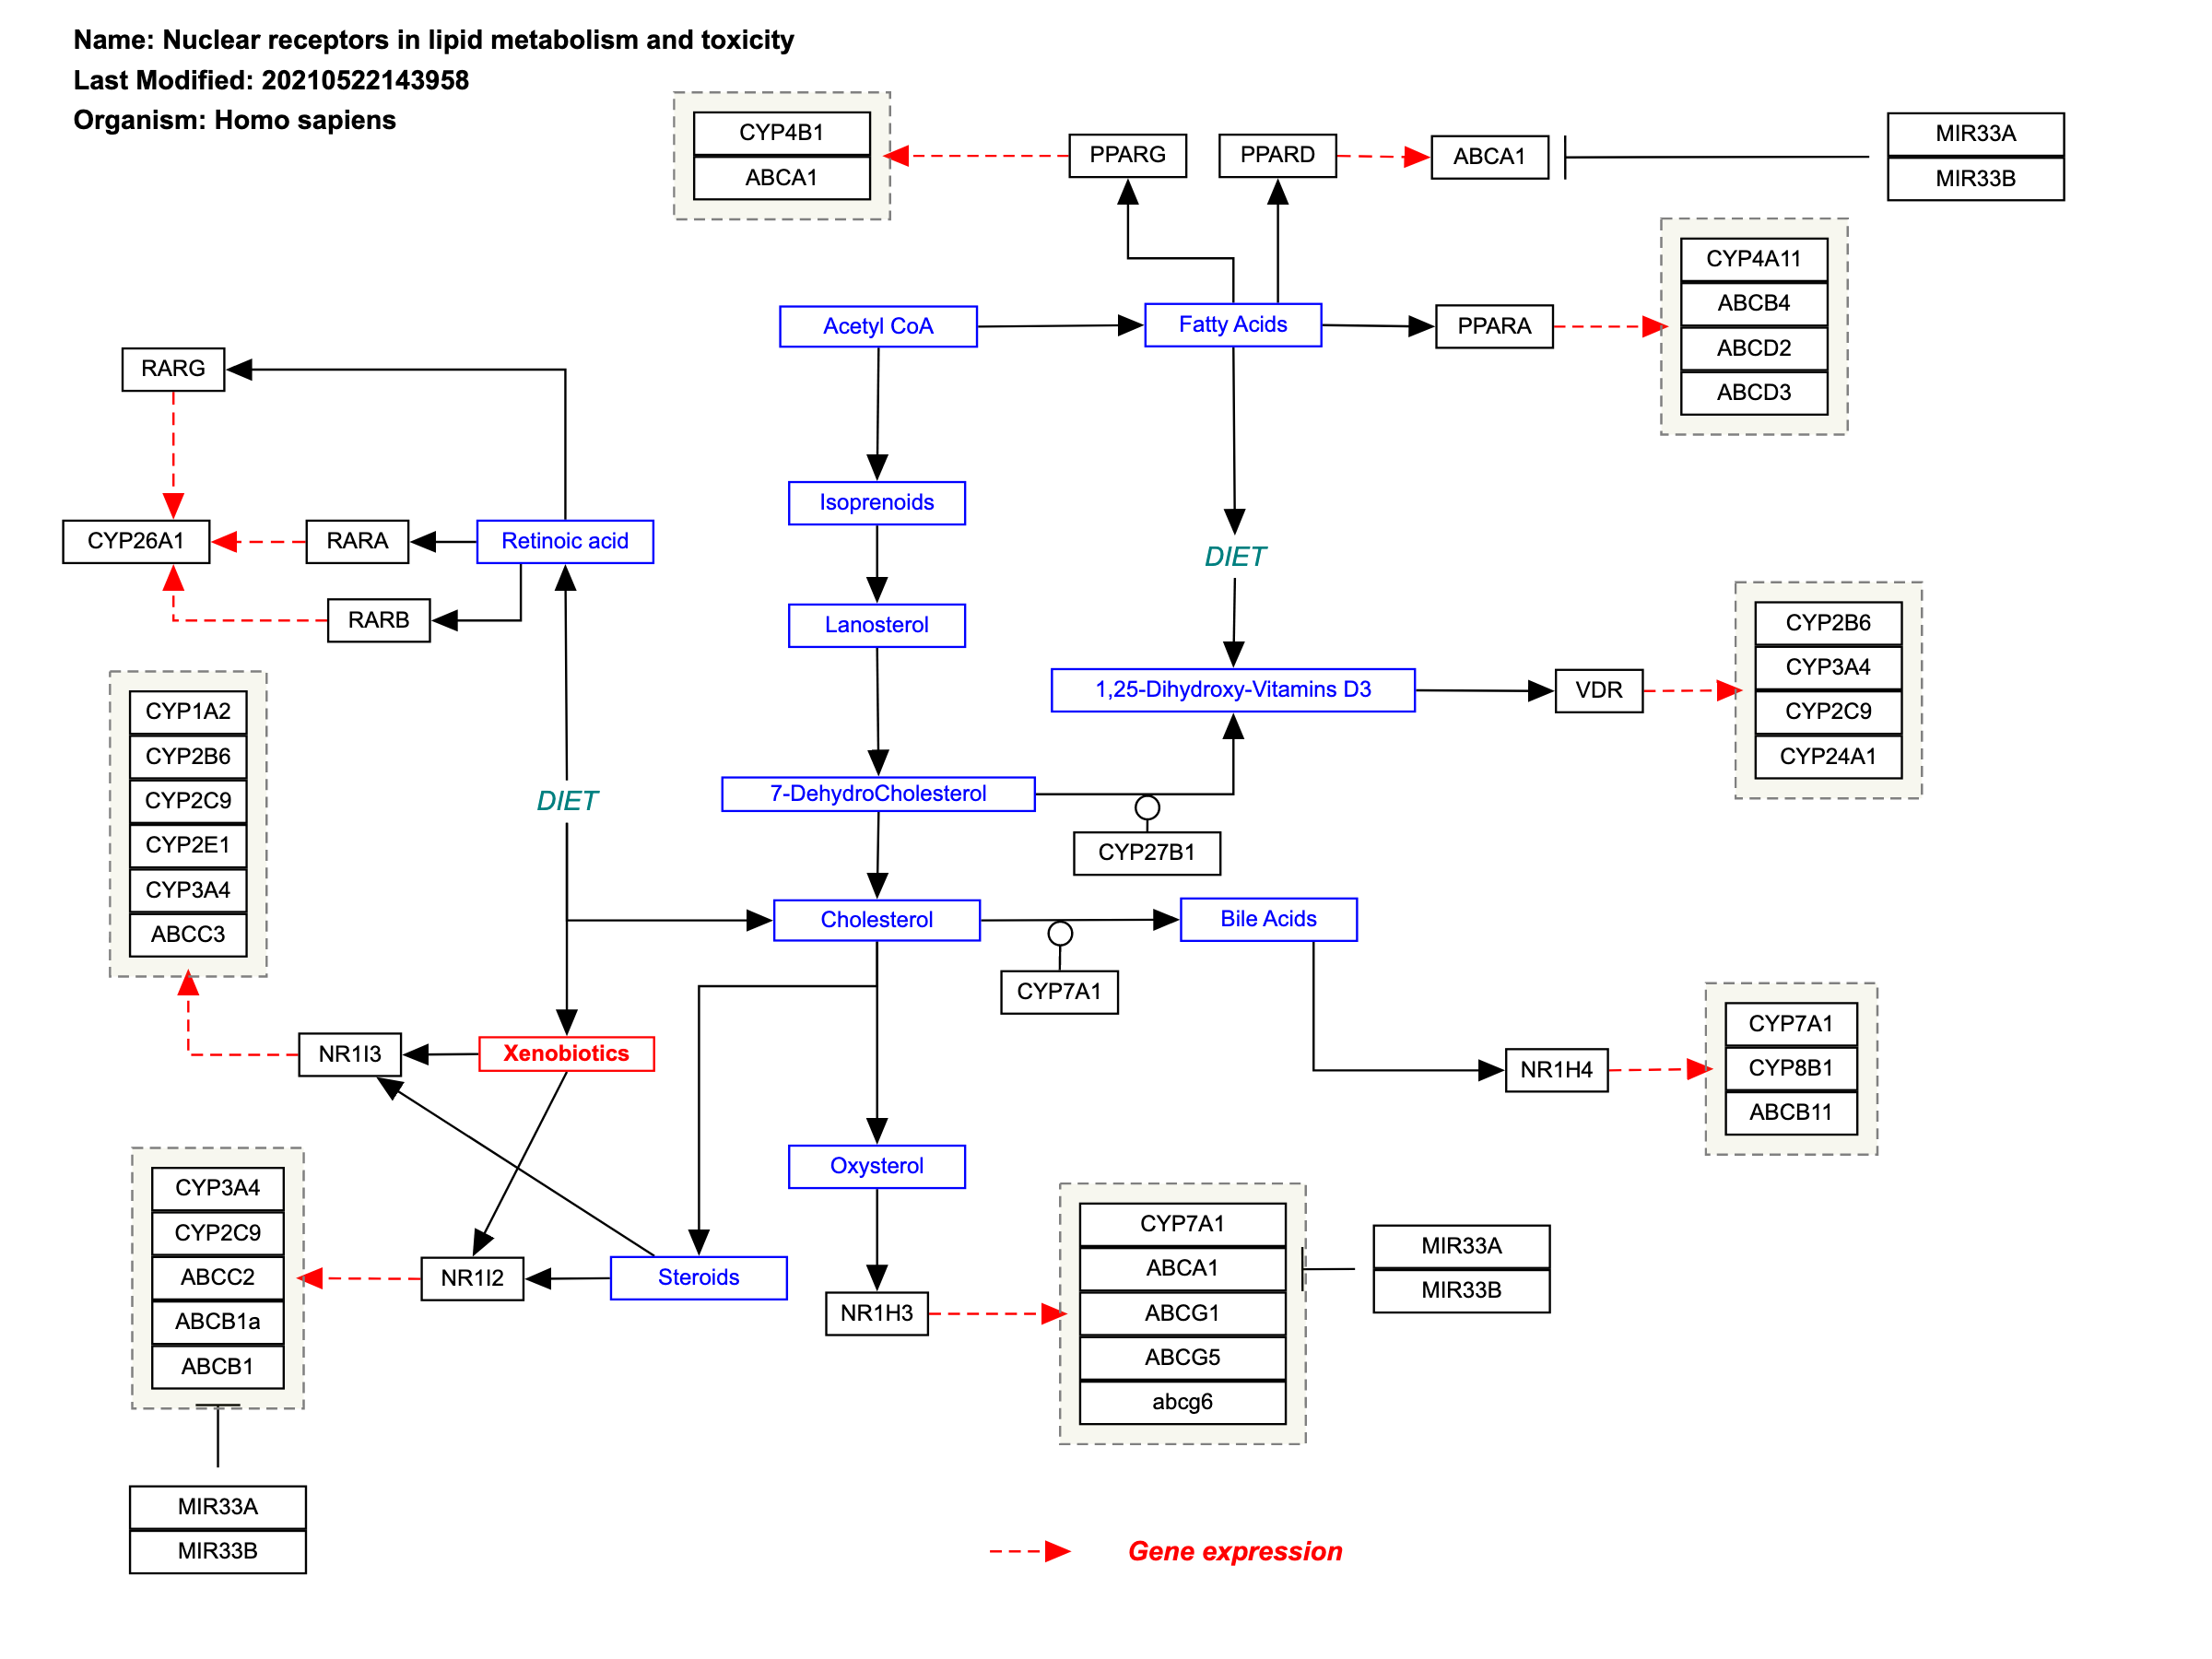 Name: Nuclear receptors in lipid metabolism and toxicity
Last Modified: 20210522143958
Organism: Homo sapiens
CYP4B1
ABCA1
PPARG
PPARD
ABCA1
MIR33A
MIR33B
CYP4A11
ABCB4
ABCD2
ABCD3
Acetyl CoA
Fatty Acids
PPARA
RARG
Isoprenoids
CYP26A1
RARA
Retinoic acid
DIET
RARB
Lanosterol
CYP2B6
CYP3A4
CYP2C9
CYP24A1
1,25-Dihydroxy-Vitamins D3
VDR
CYP1A2
CYP2B6
CYP2C9
CYP2E1
CYP3A4
ABCC3
DIET
7-DehydroCholesterol
CYP27B1
Cholesterol
Bile Acids
CYP7A1
NR1I3
Xenobiotics
NR1H4
CYP7A1
CYP8B1
ABCB11
Oxysterol
CYP3A4
CYP2C9
ABCC2
ABCB1a
ABCB1
NR1I2
Steroids
NR1H3
CYP7A1
ABCA1
ABCG1
ABCG5
abcg6
MIR33A
MIR33B
MIR33A
MIR33B
Gene expression